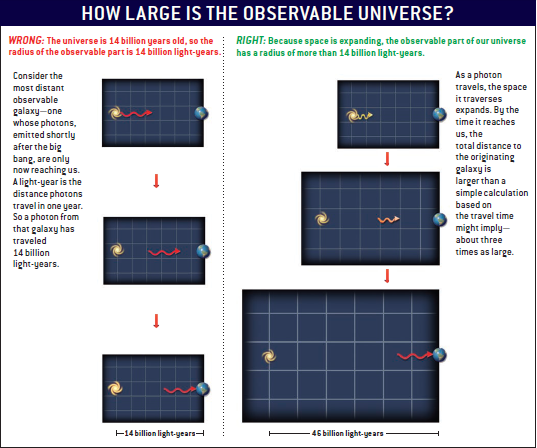 HOW LARGE IS THE OBSERVABLE UNIVERSE?
WRONG: The universe is 14 billion years old, so the
radius of the observable part is 14 billion light-years.
Consider the
most distant
observable
galaxy—one
whose photons,
emitted shortly
after the big
bang, are only
now reaching us.
A light-year is the
distance photons
travel in one year.
So a photon from
that galaxy has
traveled
14 billion
light-years.
14 billion light-years
RIGHT: Because space is expanding, the observable part of our universe
has a radius of more than 14 billion light-years.
As a photon
travels, the space
it traverses
expands. By the
time it reaches
us, the
total distance to
the originating
galaxy is
larger than a
simple calculation
based on
the travel time
might imply—
about three
times as large.
46 billion light-years